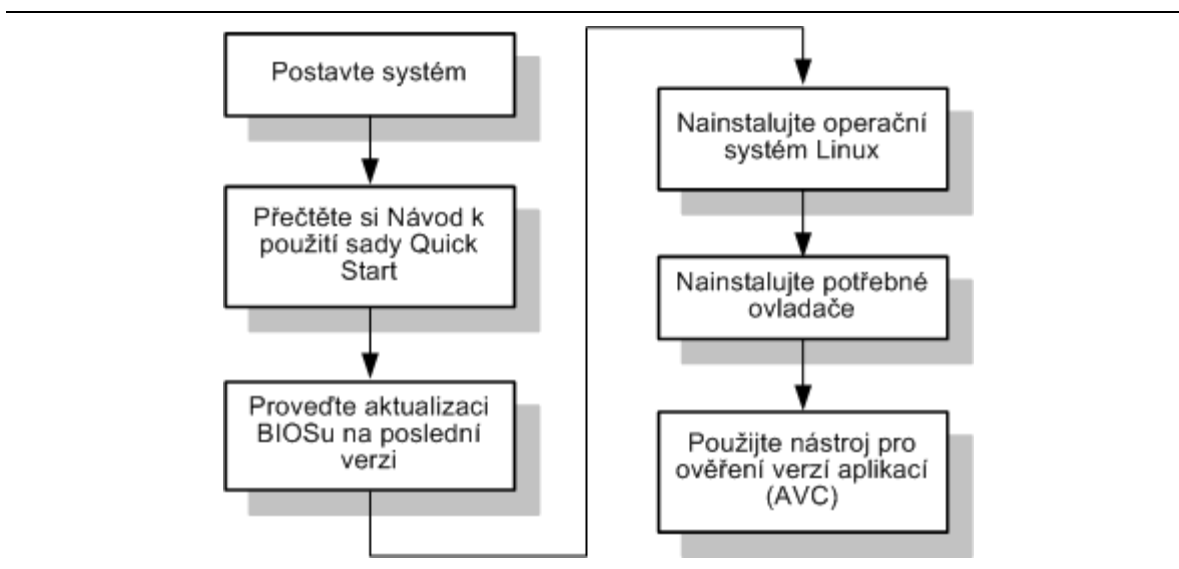 Postavte systém
Přečtěte si Návod k
použití sady Quick
Start
Proveďte aktualizaci
BIOSu na poslední
verzi
Nainstalujte operační
systém Linux
Nainstalujte potřebné
ovladače
Použijte nástroj pro
ověření verzí aplikací
(AVC)